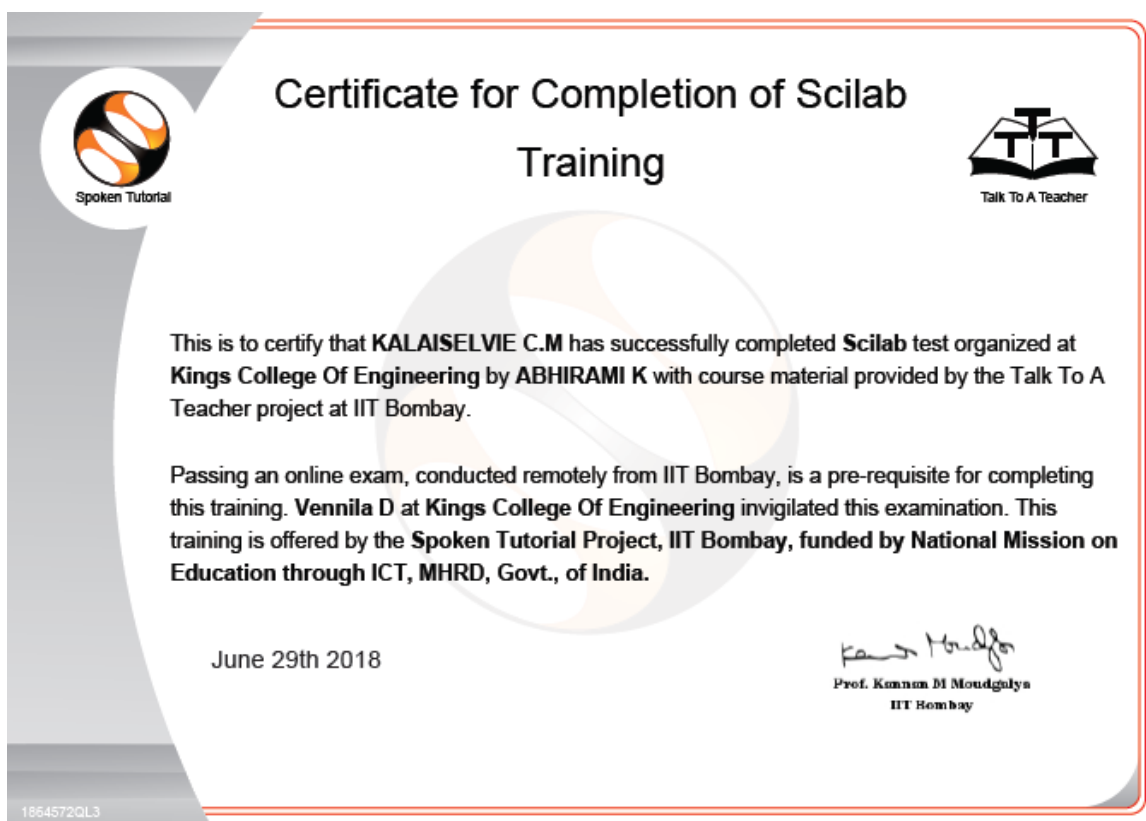 Certificate for Completion of Scilab
Training
Spoken Tutorial
TTT
Talk To A Teacher
This is to certify that KALAISELVIE C.M has successfully completed Scilab test organized at
Kings College Of Engineering by ABHIRAMI K with course material provided by the Talk To A
Teacher project at IIT Bombay.
Passing an online exam, conducted remotely from IIT Bombay, is a pre-requisite for completing
this training. Vennila D at Kings College Of Engineering invigilated this examination. This
training is offered by the Spoken Tutorial Project, IIT Bombay, funded by National Mission on
Education through ICT, MHRD, Govt., of India.
June 29th 2018
Prof. Kannan M Moudgalya
IIT Bombay
1864572QL3